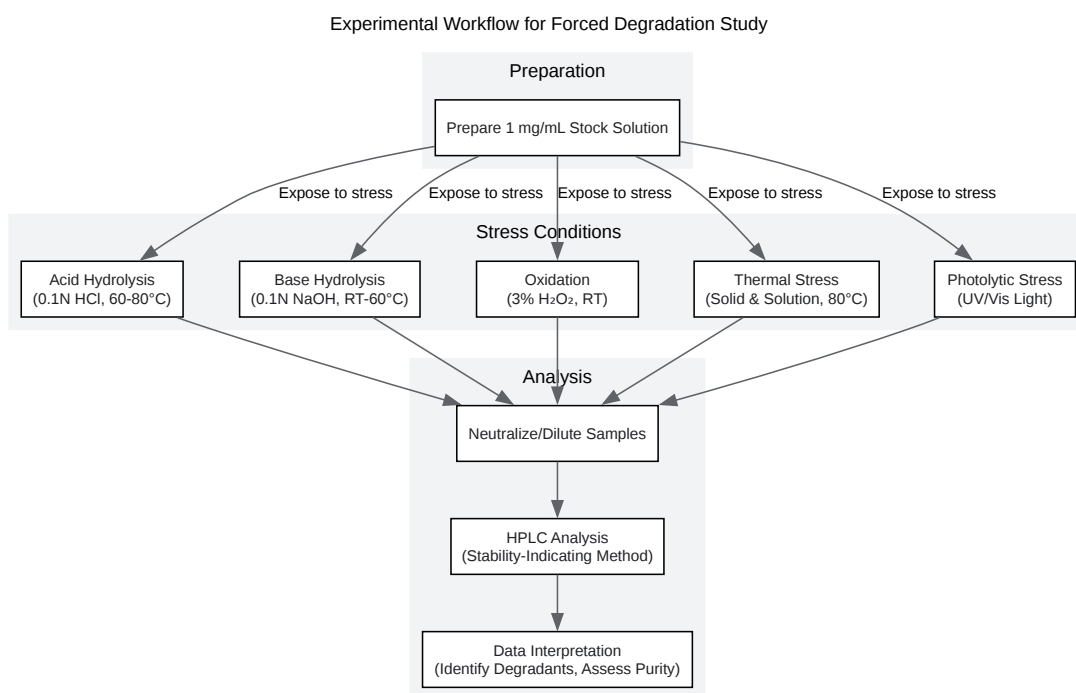 Experimental Workflow for Forced Degradation Study
Preparation
Prepare 1 mg/mL Stock Solution
Expose to stress
Expose to stress
Expose to stress
Expose to stress
Expose to stress
Stress Conditions
Acid Hydrolysis
(0.1N HCl, 60-80°C)
Base Hydrolysis
(0.1N NaOH, RT-60°C)
Oxidation
(3% H₂O₂, RT)
Thermal Stress
(Solid & Solution, 80°C)
Photolytic Stress
(UV/Vis Light)
Analysis
Neutralize/Dilute Samples
HPLC Analysis
(Stability-Indicating Method)
Data Interpretation
(Identify Degradants, Assess Purity)